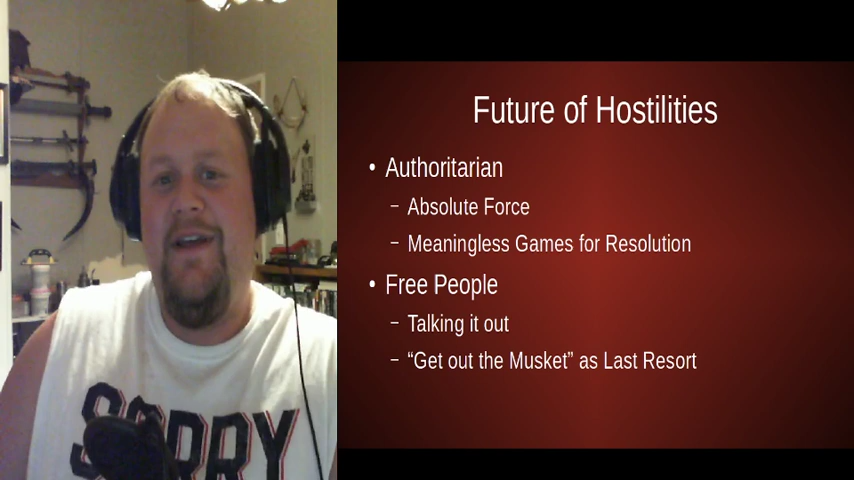 Future of Hostilities
• Authoritarian
– Absolute Force
– Meaningless Games for Resolution
• Free People
– Talking it out
– “Get out the Musket” as Last Resort
SORRY